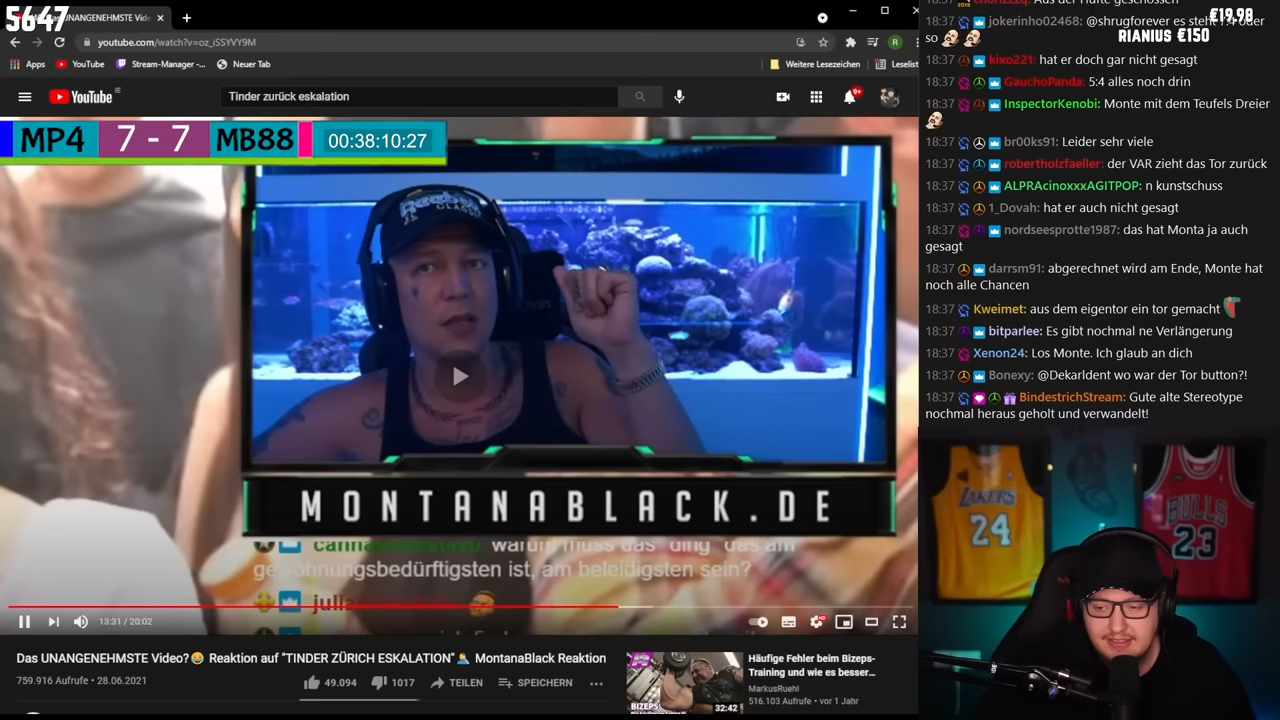 5647
UNANGENEHMSTE Vide
youtube.com/watch?v=oz_iSSYVY9M
Apps
YouTube
Stream-Manager -...
Neuer Tab
Weitere Lesezeichen
Leselist
YouTube IE
Tinder zurück eskalation
9+
R
MP4 7 - 7 MB88 00:38:10:27
Reebok
CLASSIC
MONTANABLACK.DE
warum muss das "ding" das am
gewöhnungsbedürftigsten ist, am beleidigsten sein?
13:31 / 20:02
HD
Das UNANGENEHMSTE Video?😂 Reaktion auf "TINDER ZÜRICH ESKALATION"🤦‍♂️ MontanaBlack Reaktion
759.916 Aufrufe • 28.06.2021
49.094
1017
TEILEN
SPEICHERN
BIZEPS
32:42
Häufige Fehler beim Bizeps-
Training und wie es besser...
MarkusRuehl
516.103 Aufrufe • vor 1 Jahr
€19,98
RIANIUS €150
18:37 jokerinho02468: @shrugforever es steht
oder
so
18:37 kixo221: hat er doch gar nicht gesagt
18:37 GauchoPanda: 5:4 alles noch drin
18:37 InspectorKenobi: Monte mit dem Teufels Dreier
18:37 br00ks91: Leider sehr viele
18:37 robertholzfaeller: der VAR zieht das Tor zurück
18:37 ALPRAcinoxxxAGITPOP: n kunstschuss
18:37 1_Dovah: hat er auch nicht gesagt
18:37 nordseesprotte1987: das hat Monta ja auch
gesagt
18:37 darrsm91: abgerechnet wird am Ende, Monte hat
noch alle Chancen
18:37 Kweimet: aus dem eigentor ein tor gemacht
18:37 bitparlee: Es gibt nochmal ne Verlängerung
18:37 Xenon24: Los Monte. Ich glaub an dich
18:37 Bonexy: @Dekarldent wo war der Tor button?!
18:37 BindestrichStream: Gute alte Stereotype
nochmal heraus geholt und verwandelt!
LAKERS
24
BULLS
23